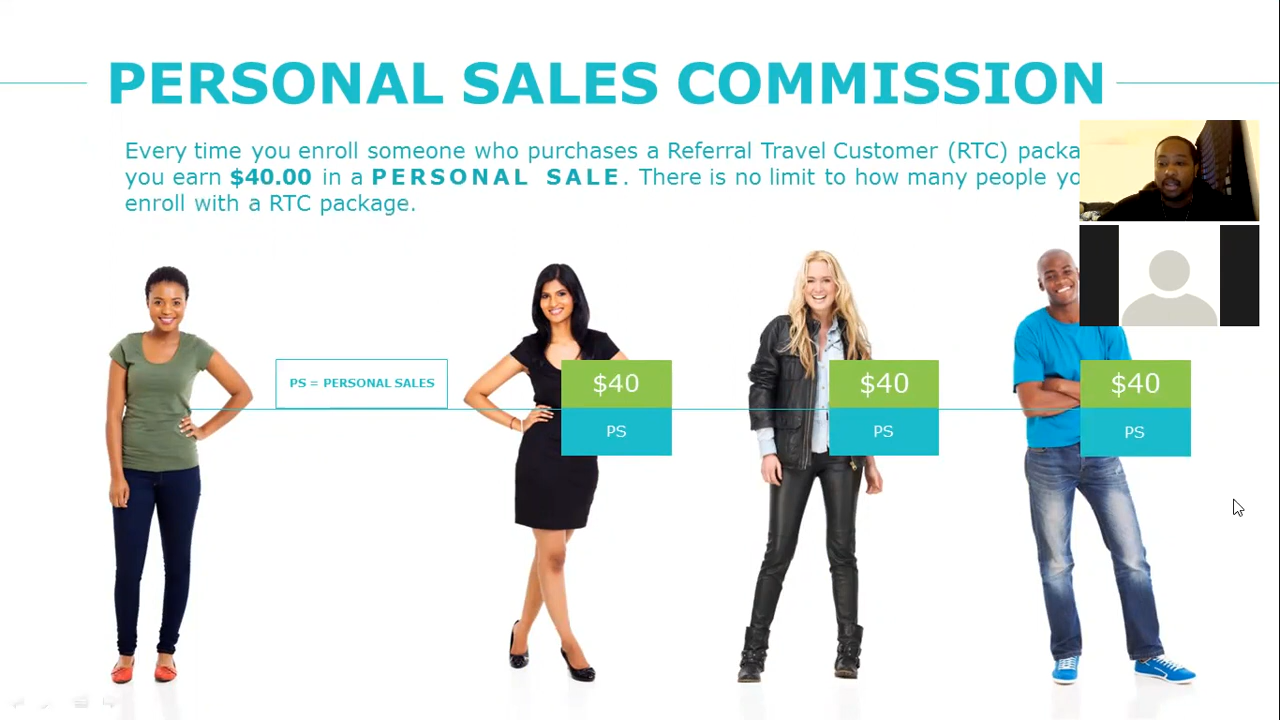 PERSONAL SALES COMMISSION
Every time you enroll someone who purchases a Referral Travel Customer (RTC)
you earn $40.00 in a PERSONAL SALE. There is no limit to how many people
enroll with a RTC package.
PS = PERSONAL SALES
$40
$40
$40
PS
PS
PS